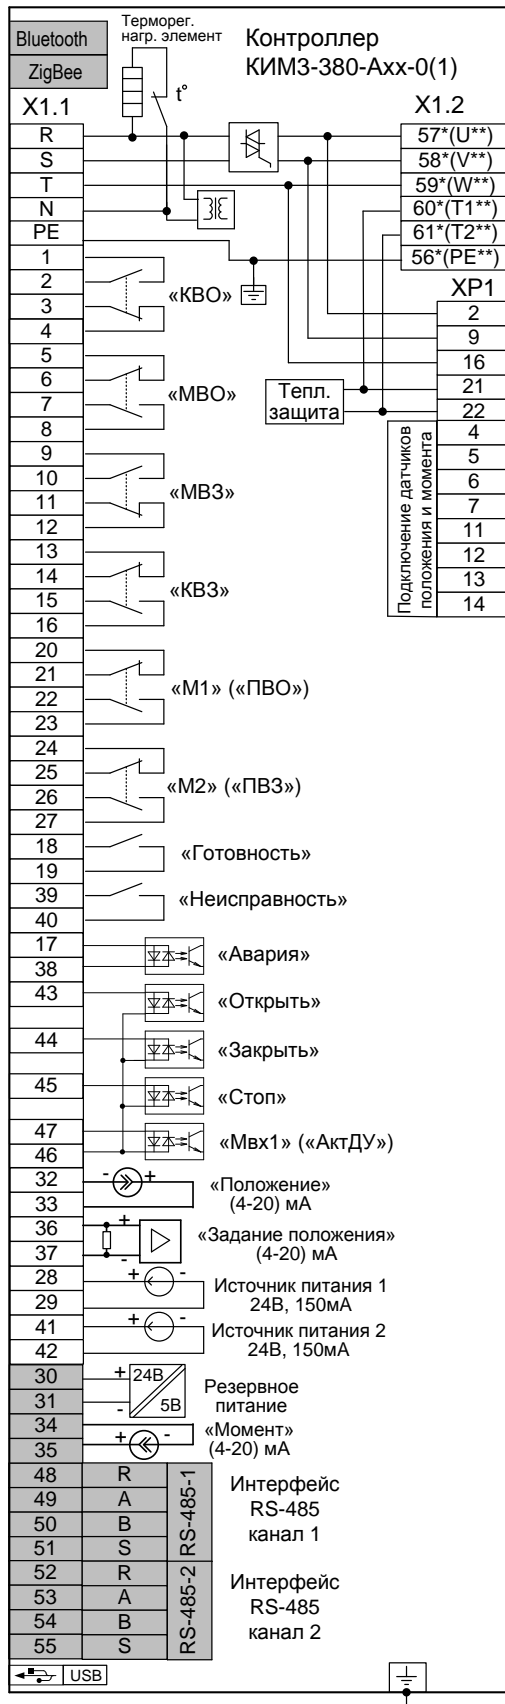 Bluetooth
ZigBee
Терморег.
нагр. элемент
t°
Контроллер
КИМ3-380-Ахх-0(1)
X1.1
R
S
T
N
PE
1
2
3
4
«КВО»
5
6
7
8
«МВО»
9
10
11
12
«МВЗ»
13
14
15
16
«КВЗ»
20
21
22
23
«М1» («ПВО»)
24
25
26
27
«М2» («ПВЗ»)
18
19
«Готовность»
39
40
«Неисправность»
17
38
«Авария»
43
«Открыть»
44
«Закрыть»
45
«Стоп»
47
46
«Мвх1» («АктДУ»)
32
33
- +
«Положение»
(4-20) мА
36
37
+
-
«Задание положения»
(4-20) мА
28
29
+ -
Источник питания 1
24В, 150мА
41
42
+ -
Источник питания 2
24В, 150мА
30
31
+
-
24В
5В
Резервное
питание
34
35
+ -
«Момент»
(4-20) мА
48 R
49 A
50 B
51 S
RS-485-1
Интерфейс
RS-485
канал 1
52 R
53 A
54 B
55 S
RS-485-2
Интерфейс
RS-485
канал 2
USB
X1.2
57*(U**)
58*(V**)
59*(W**)
60*(T1**)
61*(T2**)
56*(PE**)
XP1
2
9
16
21
22
Тепл.
защита
4
5
6
7
11
12
13
14
Подключение датчиков
положения и момента